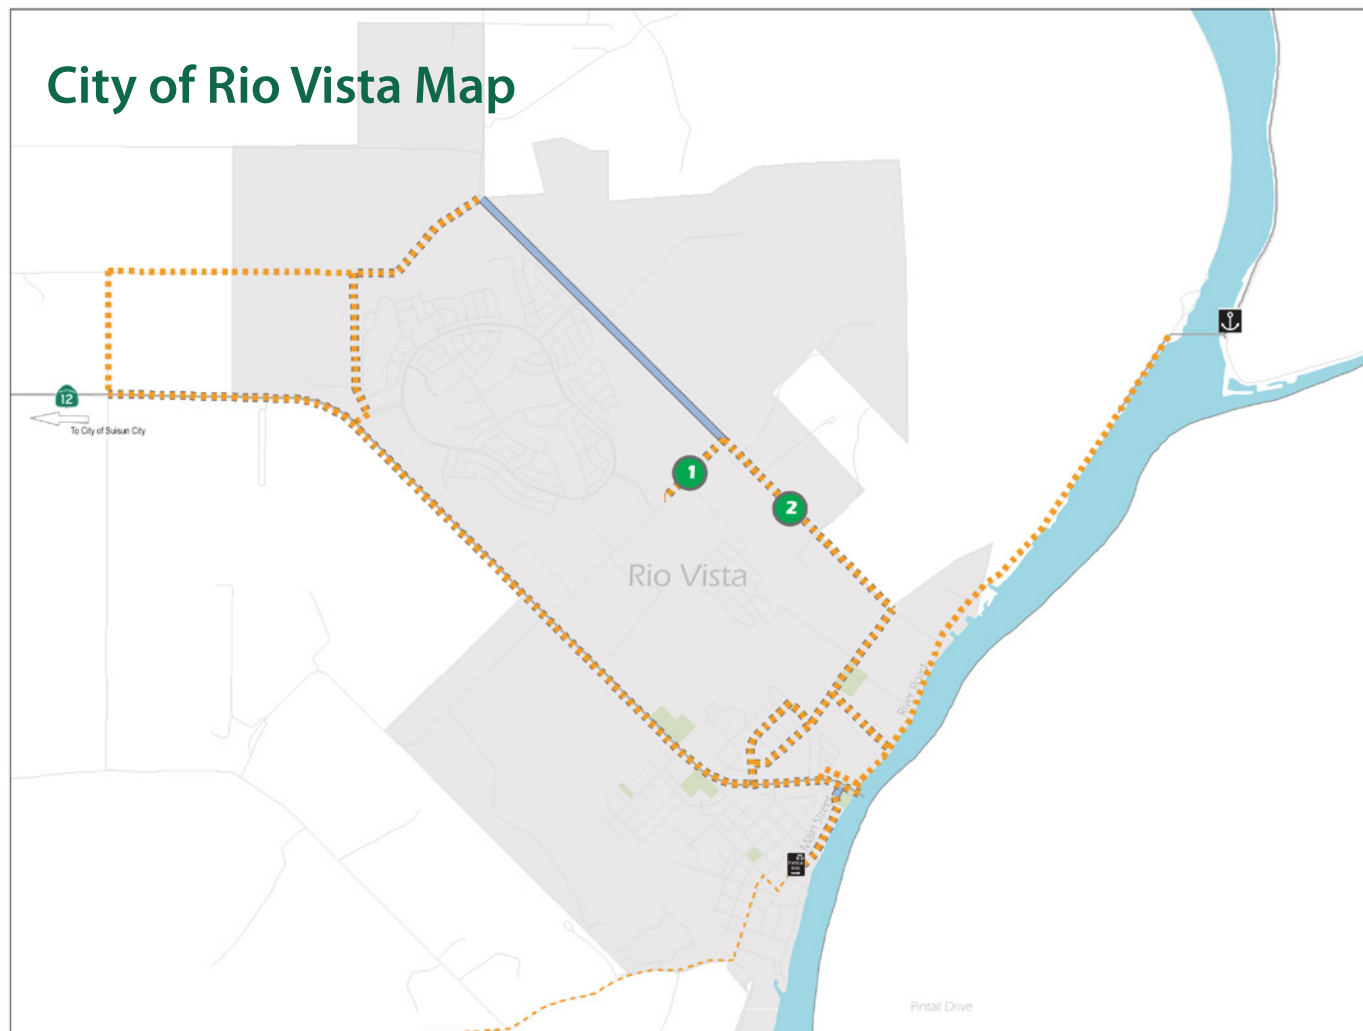 City of Rio Vista Map
12
To City of Suisun City
1
2
Rio Vista
River Road
Main Street
Pintail Drive